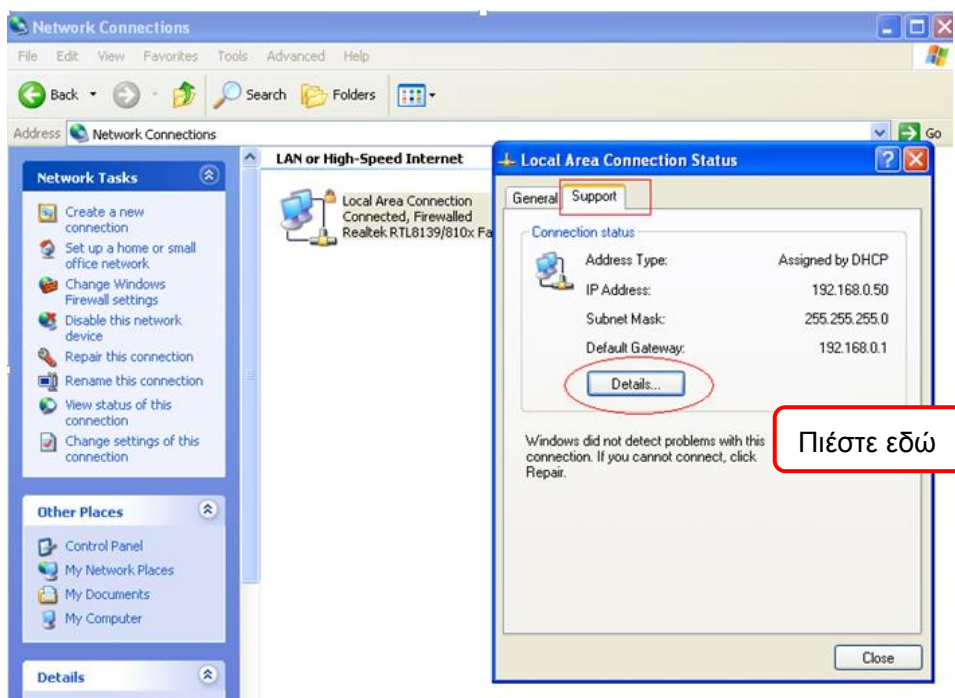 Network Connections
File Edit View Favorites Tools Advanced Help
Back Search Folders
Address Network Connections Go
Network Tasks
Create a new
connection
Set up a home or small
office network
Change Windows
Firewall settings
Disable this network
device
Repair this connection
Rename this connection
View status of this
connection
Change settings of this
connection
Other Places
Control Panel
My Network Places
My Documents
My Computer
Details
LAN or High-Speed Internet
Local Area Connection
Connected, Firewalled
Realtek RTL8139/810x Fa
Local Area Connection Status
General Support
Connection status
Address Type: Assigned by DHCP
IP Address: 192.168.0.50
Subnet Mask: 255.255.255.0
Default Gateway: 192.168.0.1
Details...
Windows did not detect problems with this
connection. If you cannot connect, click
Repair.
Πιέστε εδώ
Close